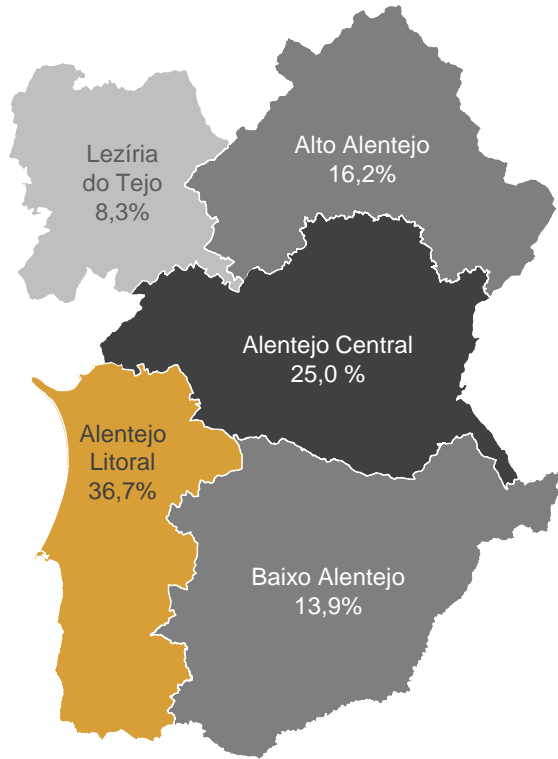 Lezíria
do Tejo
8,3%
Alto Alentejo
16,2%
Alentejo Central
25,0 %
Alentejo
Litoral
36,7%
Baixo Alentejo
13,9%